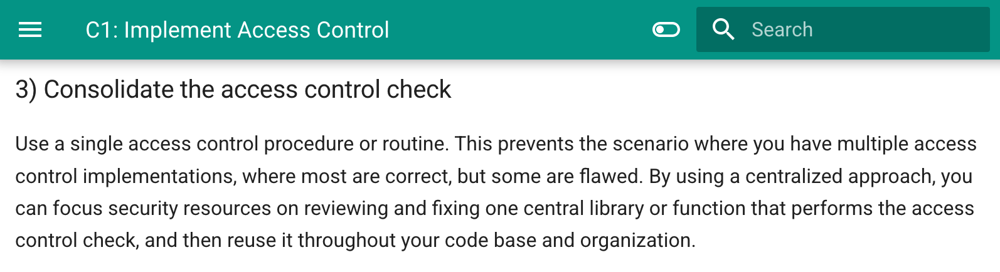 C1: Implement Access Control
Search
3) Consolidate the access control check
Use a single access control procedure or routine. This prevents the scenario where you have multiple access
control implementations, where most are correct, but some are flawed. By using a centralized approach, you
can focus security resources on reviewing and fixing one central library or function that performs the access
control check, and then reuse it throughout your code base and organization.